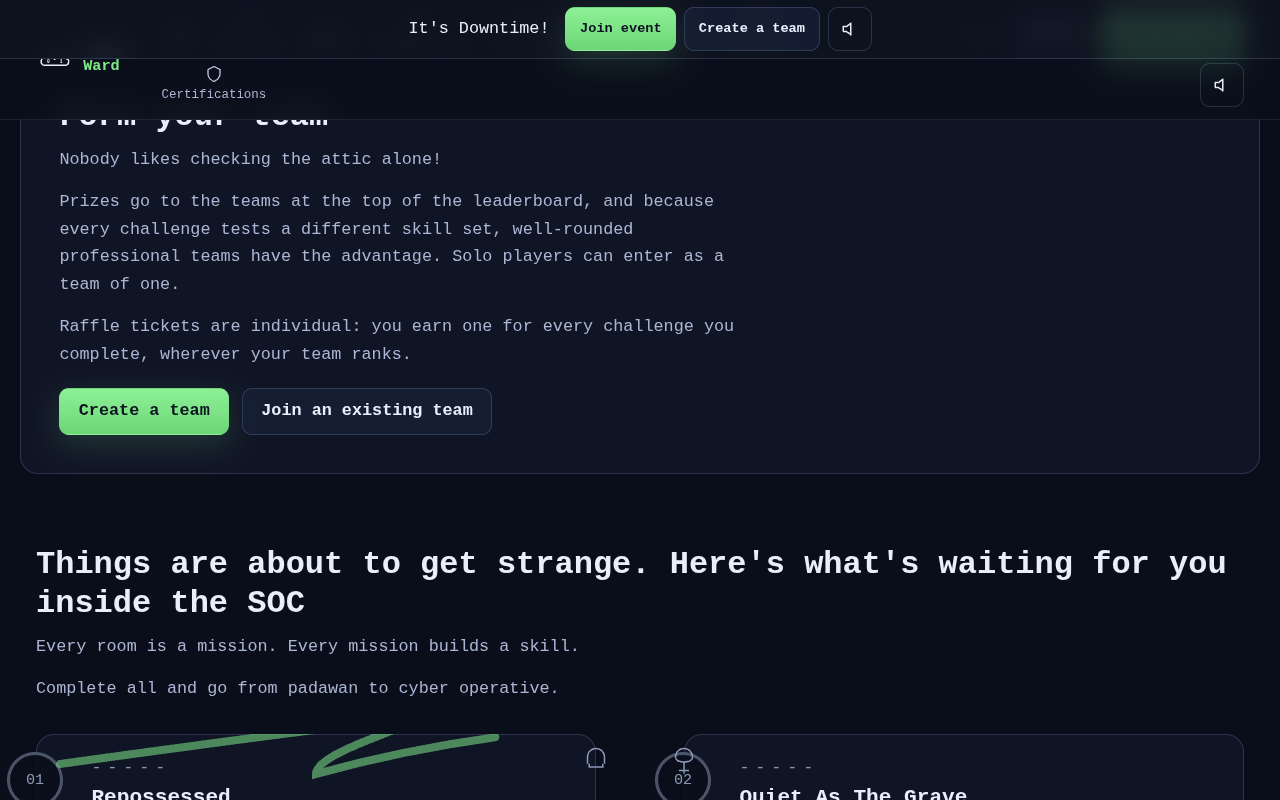 It's Downtime!
Join event
Create a team
Ward
Certifications
Form your team
Nobody likes checking the attic alone!
Prizes go to the teams at the top of the leaderboard, and because
every challenge tests a different skill set, well-rounded
professional teams have the advantage. Solo players can enter as a
team of one.
Raffle tickets are individual: you earn one for every challenge you
complete, wherever your team ranks.
Create a team
Join an existing team
Things are about to get strange. Here's what's waiting for you
inside the SOC
Every room is a mission. Every mission builds a skill.
Complete all and go from padawan to cyber operative.
01
- - - - -
Repossessed
02
- - - - -
Quiet As The Grave